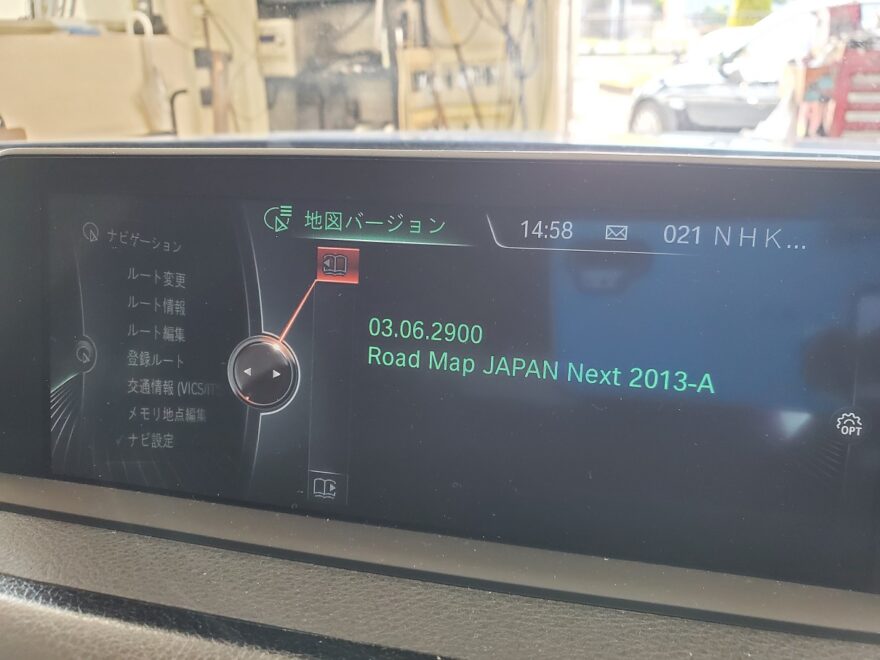 地図バージョン
14:58
021 NHK...
ナビゲーション
ルート変更
ルート情報
ルート編集
登録ルート
交通情報 (VICS/IT
メモリ地点編集
ナビ設定
03.06.2900
Road Map JAPAN Next 2013-A
OPT